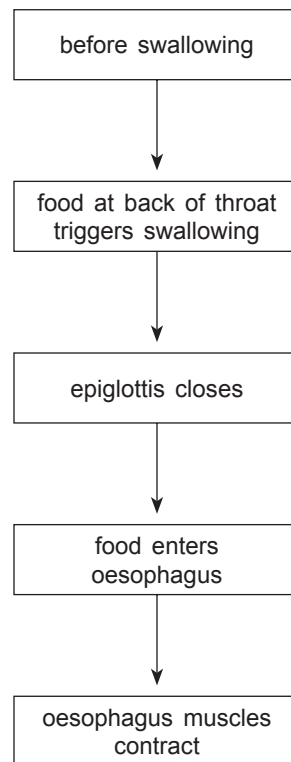 before swallowing
food at back of throat
triggers swallowing
epiglottis closes
food enters
oesophagus
oesophagus muscles
contract